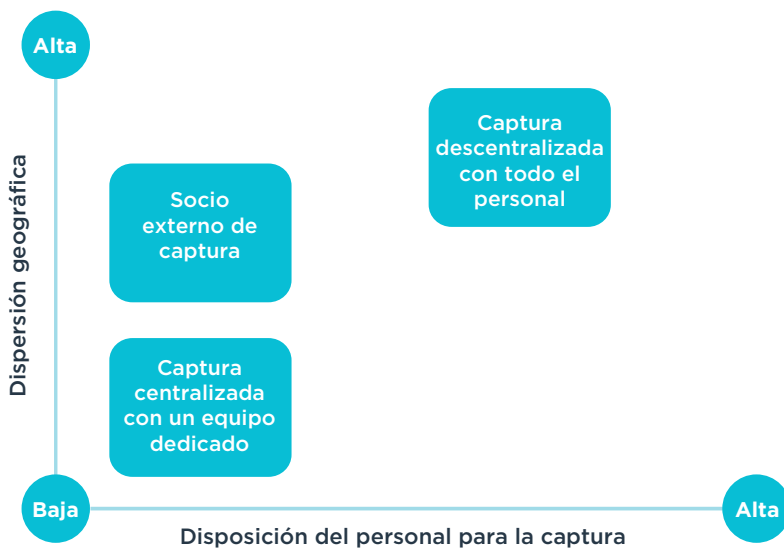 Alta
Captura
descentralizada
con todo el
personal
Socio
externo de
captura
Dispersión geográfica
Captura
centralizada
con un equipo
dedicado
Baja
Alta
Disposición del personal para la captura